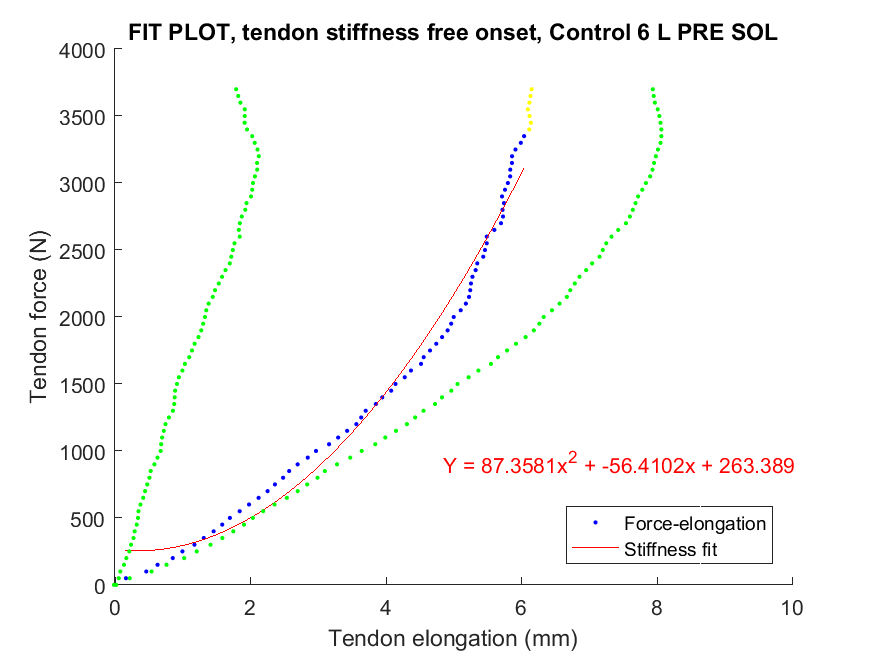 FIT PLOT, tendon stiffness free onset, Control 6 L PRE SOL
4000
3500
3000
2500
2000
1500
1000
500
0
Tendon force (N)
Y = 87.3581x² + -56.4102x + 263.389
Force-elongation
Stiffness fit
0 2 4 6 8 10
Tendon elongation (mm)